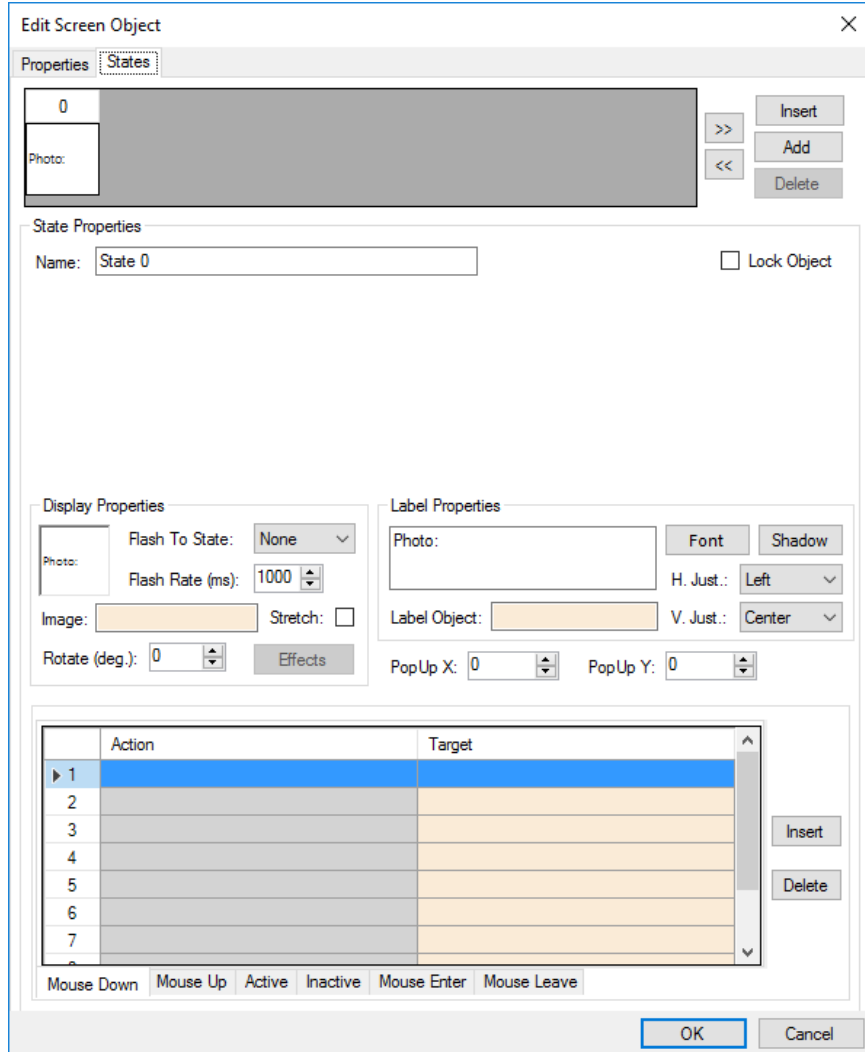 Edit Screen Object
Properties States
0
Photo:
>>
<<
Insert
Add
Delete
State Properties
Name: State 0
Lock Object
Display Properties
Photo:
Flash To State: None
Flash Rate (ms): 1000
Image:
Stretch:
Rotate (deg.): 0
Effects
Label Properties
Photo:
Font Shadow
H. Just.: Left
Label Object:
V. Just.: Center
PopUp X: 0 PopUp Y: 0
Action Target
1
2
3
4
5
6
7
Insert
Delete
Mouse Down Mouse Up Active Inactive Mouse Enter Mouse Leave
OK Cancel